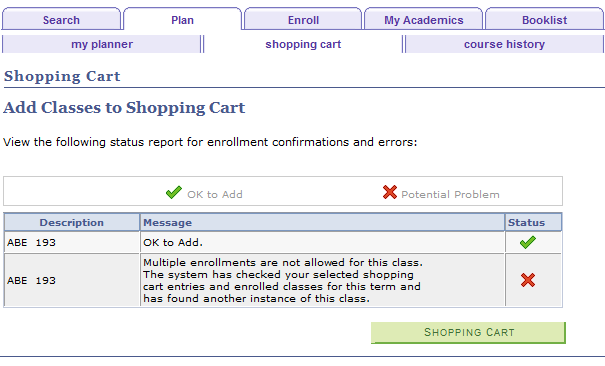 Search Plan Enroll My Academics Booklist
my planner shopping cart course history
Shopping Cart
Add Classes to Shopping Cart
View the following status report for enrollment confirmations and errors:
OK to Add Potential Problem
Description Message Status
ABE 193 OK to Add.
ABE 193 Multiple enrollments are not allowed for this class.
The system has checked your selected shopping
cart entries and enrolled classes for this term and
has found another instance of this class.
SHOPPING CART